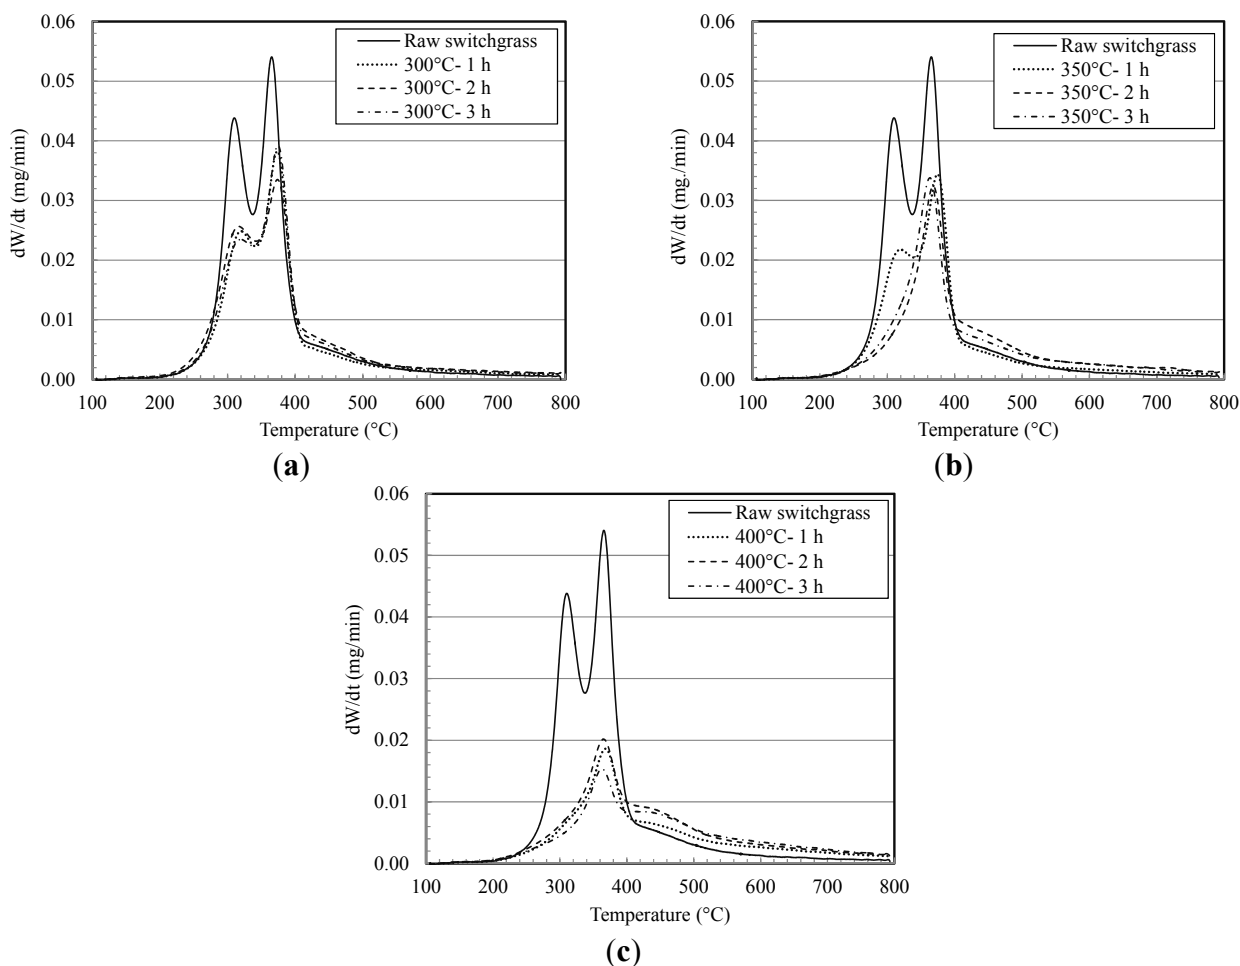 0.06
0.05
0.04
0.03
0.02
0.01
0.00
dW/dt (mg/min)
Raw switchgrass
300°C- 1 h
300°C- 2 h
300°C- 3 h
100 200 300 400 500 600 700 800
Temperature (°C)
(a)
0.06
0.05
0.04
0.03
0.02
0.01
0.00
dW/dt (mg./min)
Raw switchgrass
350°C- 1 h
350°C- 2 h
350°C- 3 h
100 200 300 400 500 600 700 800
Temperature (°C)
(b)
0.06
0.05
0.04
0.03
0.02
0.01
0.00
dW/dt (mg/min)
Raw switchgrass
400°C- 1 h
400°C- 2 h
400°C- 3 h
100 200 300 400 500 600 700 800
Temperature (°C)
(c)